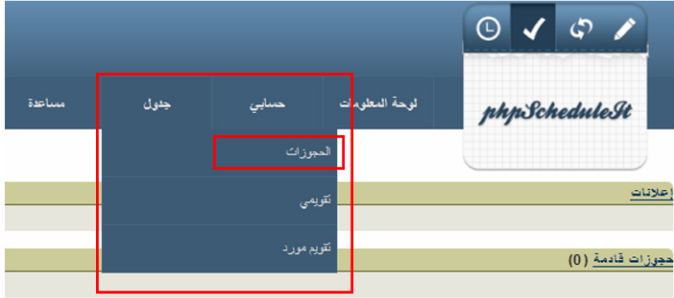 phpScheduleIt
لوحة المعلومات
حسابي
جدول
مساعدة
الحجوزات
تقويمي
تقويم مورد
إعلانات
حجوزات قادمة (0)